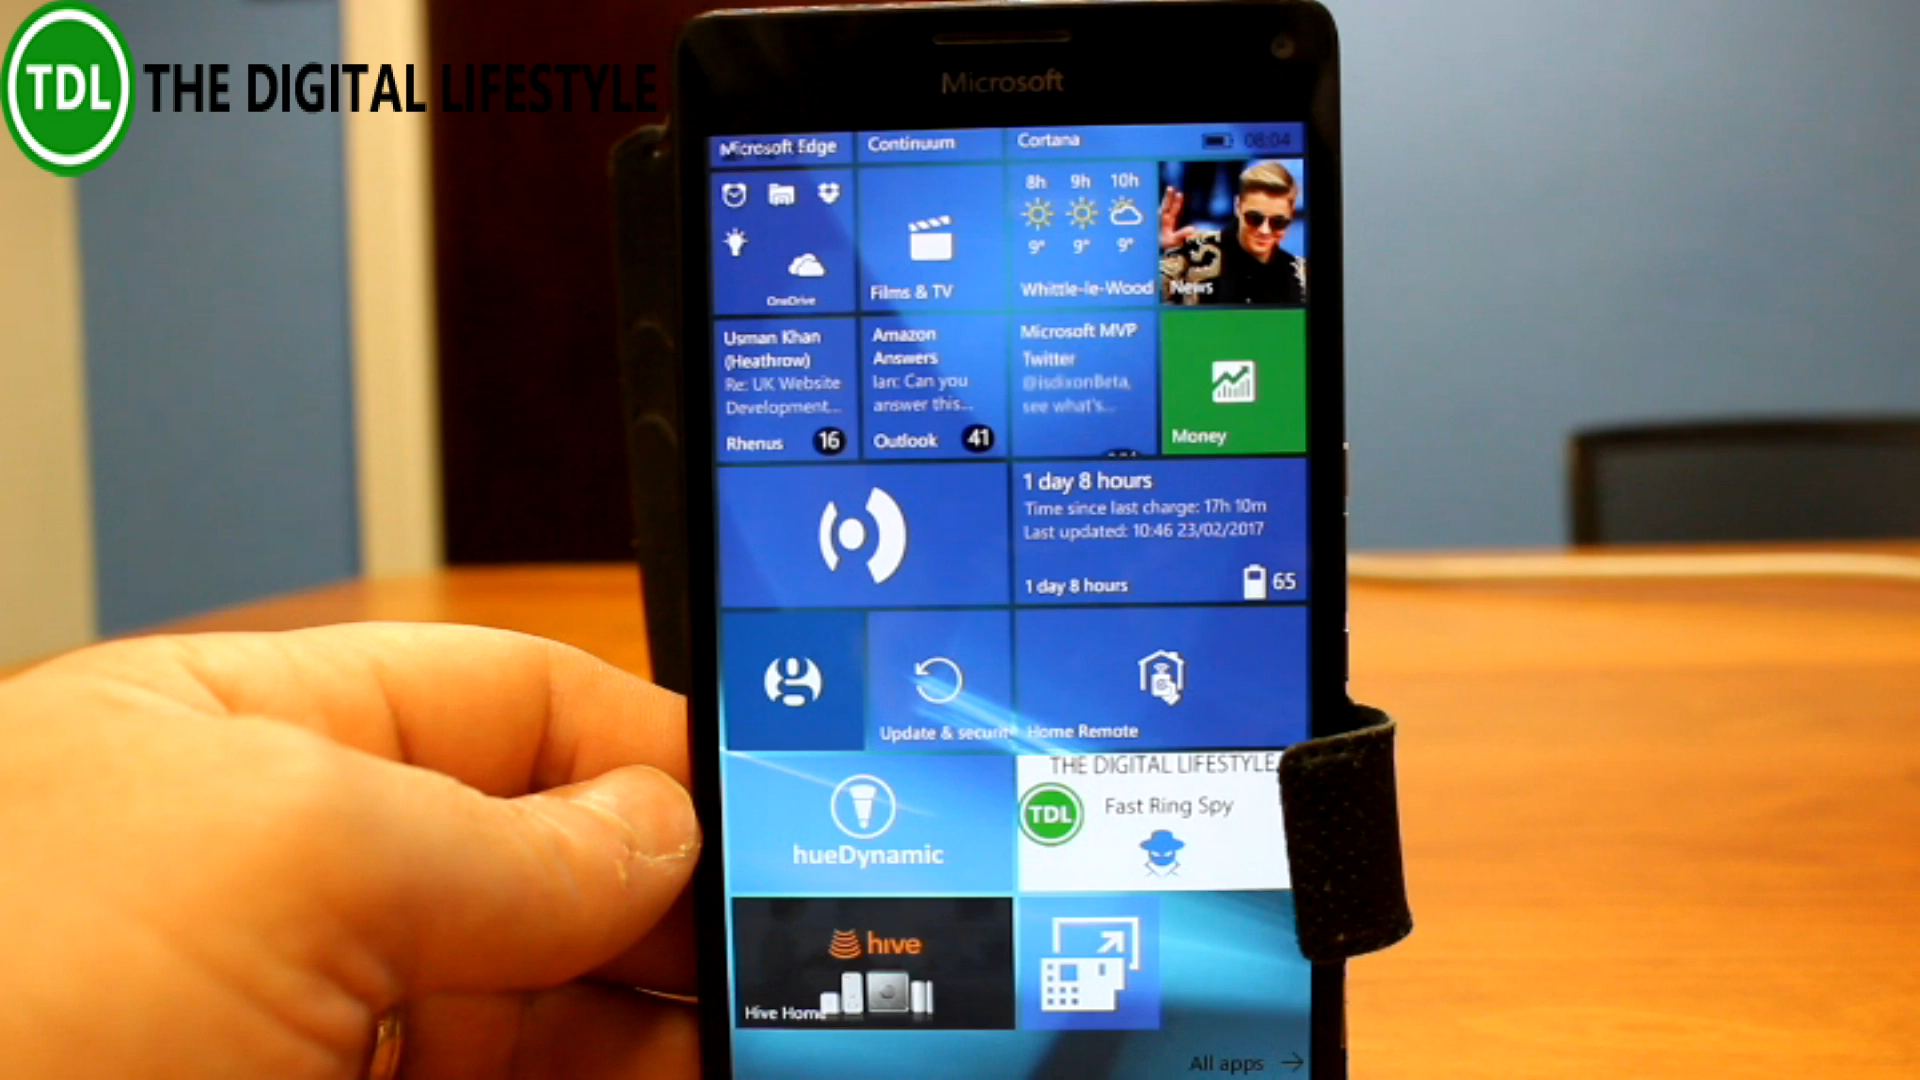 TDL THE DIGITAL LIFESTYLE
Microsoft
Microsoft Edge
Continuum
Cortana
08:04
8h 9h 10h
9° 9° 9°
OneDrive
Films & TV
Whittle-le-Wood
News
Usman Khan
(Heathrow)
Re: UK Website
Development...
Rhenus 16
Amazon
Answers
Ian: Can you
answer this...
Outlook 41
Microsoft MVP
Twitter
@isdixonBeta,
see what's...
Money
1 day 8 hours
Time since last charge: 17h 10m
Last updated: 10:46 23/02/2017
1 day 8 hours 65
Update & securit
Home Remote
hueDynamic
THE DIGITAL LIFESTYLE
TDL
Fast Ring Spy
hive
Hive Home
All apps